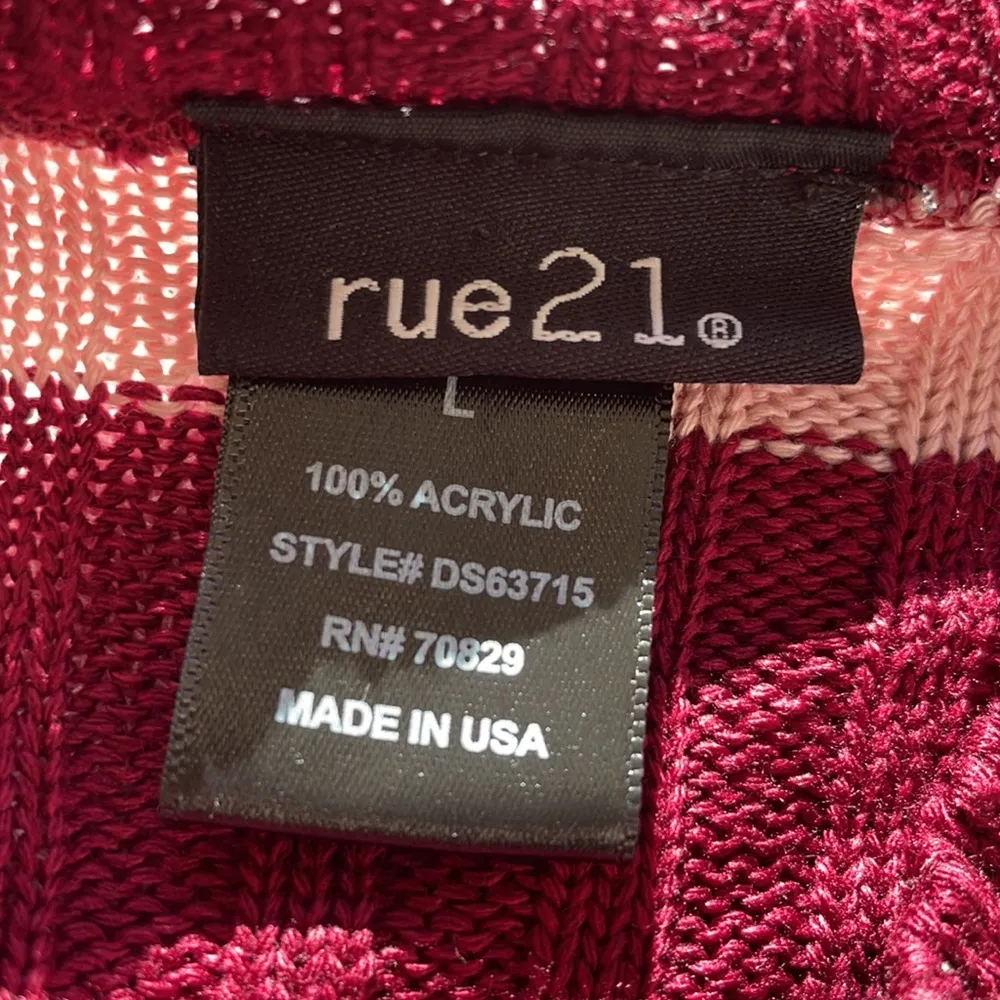 rue21®
L
100% ACRYLIC
STYLE# DS63715
RN# 70829
MADE IN USA